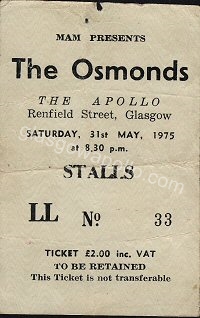 MAM PRESENTS
The Osmonds
THE APOLLO
Renfield Street, Glasgow
SATURDAY, 31st MAY, 1975
at 8.30 p.m.
STALLS
LL No 33
TICKET £2.00 inc. VAT
TO BE RETAINED
This Ticket is not transferable